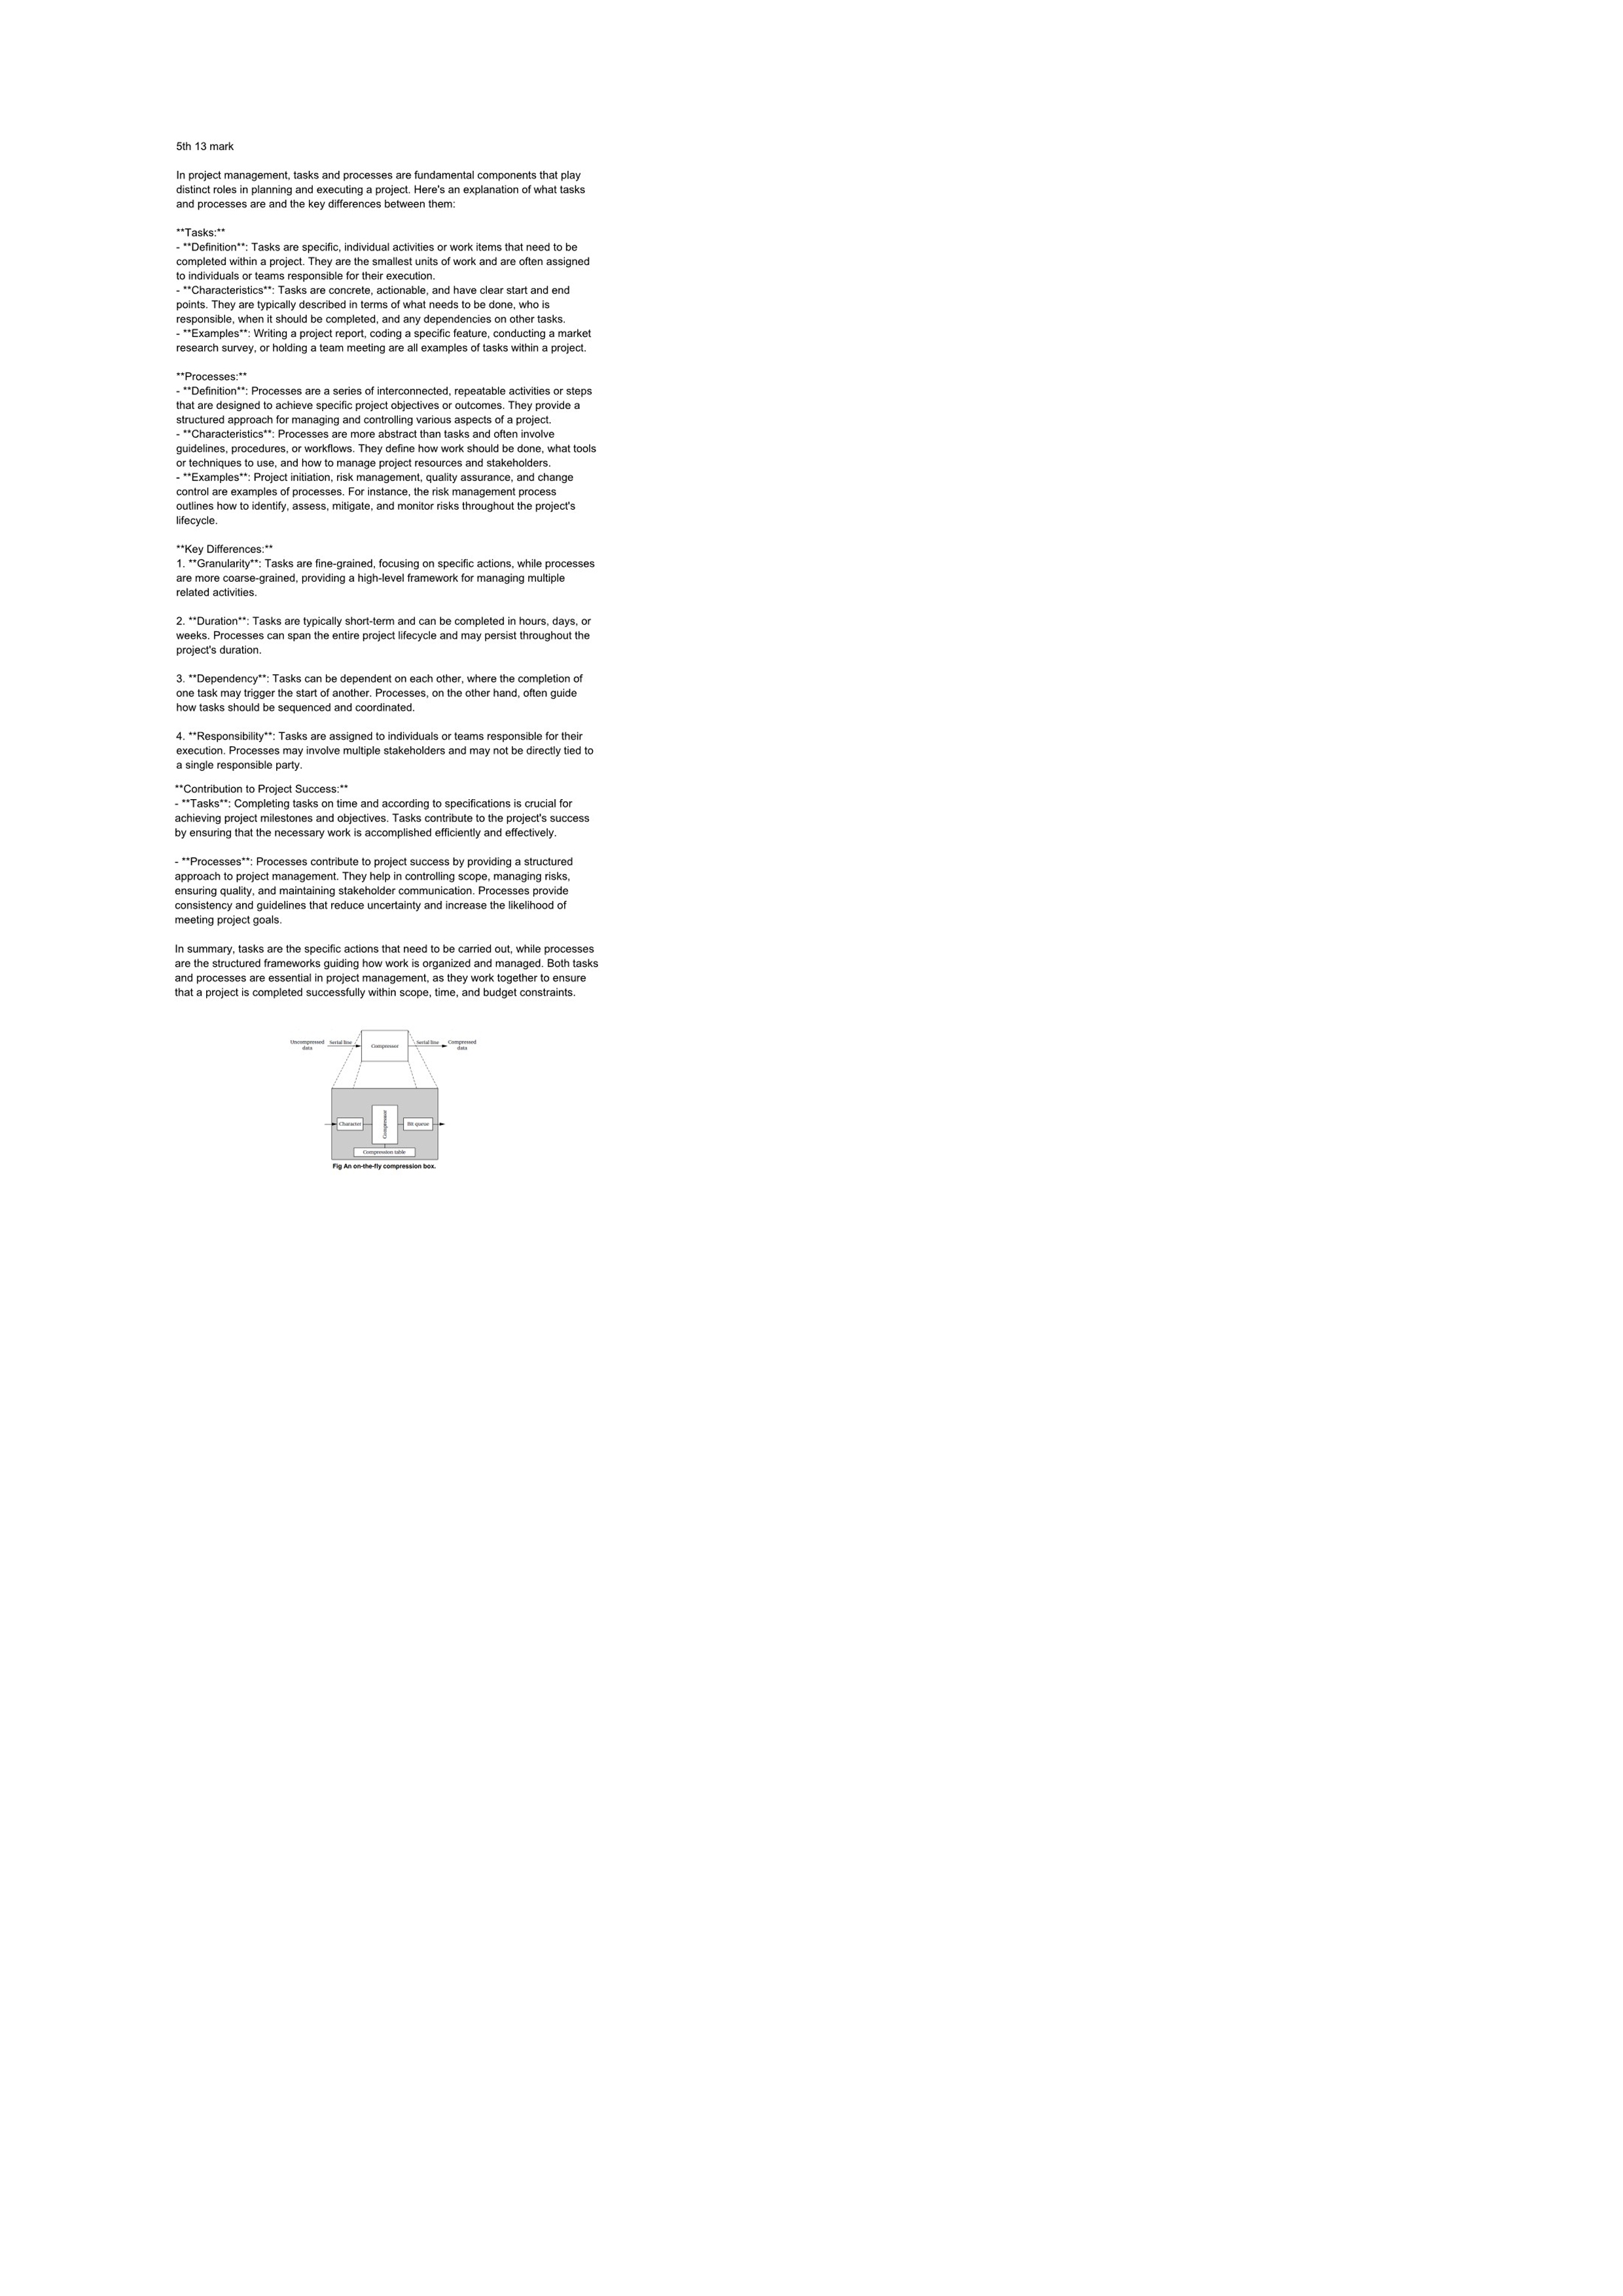 5th 13 mark
In project management, tasks and processes are fundamental components that play
distinct roles in planning and executing a project. Here's an explanation of what tasks
and processes are and the key differences between them:
**Tasks:**
- **Definition**: Tasks are specific, individual activities or work items that need to be
completed within a project. They are the smallest units of work and are often assigned
to individuals or teams responsible for their execution.
- **Characteristics**: Tasks are concrete, actionable, and have clear start and end
points. They are typically described in terms of what needs to be done, who is
responsible, when it should be completed, and any dependencies on other tasks.
- **Examples**: Writing a project report, coding a specific feature, conducting a market
research survey, or holding a team meeting are all examples of tasks within a project.
**Processes:**
- **Definition**: Processes are a series of interconnected, repeatable activities or steps
that are designed to achieve specific project objectives or outcomes. They provide a
structured approach for managing and controlling various aspects of a project.
- **Characteristics**: Processes are more abstract than tasks and often involve
guidelines, procedures, or workflows. They define how work should be done, what tools
or techniques to use, and how to manage project resources and stakeholders.
- **Examples**: Project initiation, risk management, quality assurance, and change
control are examples of processes. For instance, the risk management process
outlines how to identify, assess, mitigate, and monitor risks throughout the project's
lifecycle.
**Key Differences:**
1. **Granularity**: Tasks are fine-grained, focusing on specific actions, while processes
are more coarse-grained, providing a high-level framework for managing multiple
related activities.
2. **Duration**: Tasks are typically short-term and can be completed in hours, days, or
weeks. Processes can span the entire project lifecycle and may persist throughout the
project's duration.
3. **Dependency**: Tasks can be dependent on each other, where the completion of
one task may trigger the start of another. Processes, on the other hand, often guide
how tasks should be sequenced and coordinated.
4. **Responsibility**: Tasks are assigned to individuals or teams responsible for their
execution. Processes may involve multiple stakeholders and may not be directly tied to
a single responsible party.
**Contribution to Project Success:**
- **Tasks**: Completing tasks on time and according to specifications is crucial for
achieving project milestones and objectives. Tasks contribute to the project's success
by ensuring that the necessary work is accomplished efficiently and effectively.
- **Processes**: Processes contribute to project success by providing a structured
approach to project management. They help in controlling scope, managing risks,
ensuring quality, and maintaining stakeholder communication. Processes provide
consistency and guidelines that reduce uncertainty and increase the likelihood of
meeting project goals.
In summary, tasks are the specific actions that need to be carried out, while processes
are the structured frameworks guiding how work is organized and managed. Both tasks
and processes are essential in project management, as they work together to ensure
that a project is completed successfully within scope, time, and budget constraints.
Uncompressed data
Serial line
Compressor
Serial line
Compressed data
Character
Compressor
Bit queue
Compression table
Fig An on-the-fly compression box.